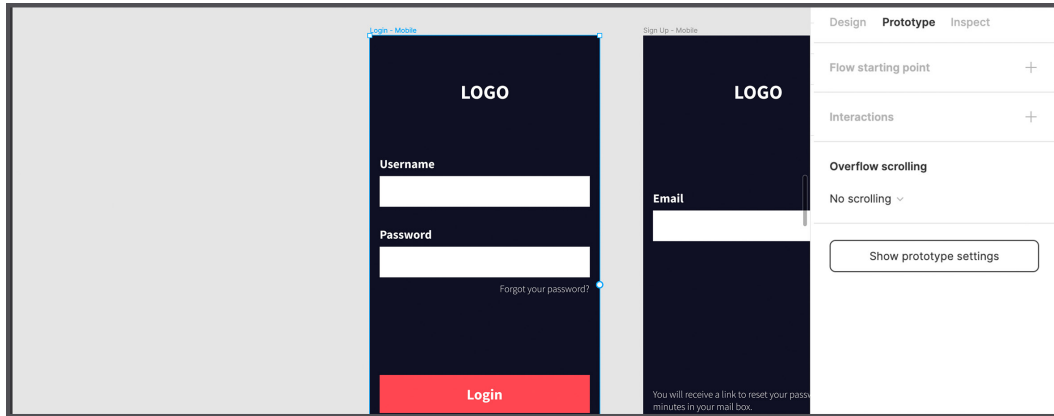 Login - Mobile
LOGO
Username
Password
Forgot your password?
Login
Sign Up - Mobile
LOGO
Email
You will receive a link to reset your
minutes in your mail box.
Design Prototype Inspect
Flow starting point
Interactions
Overflow scrolling
No scrolling
Show prototype settings